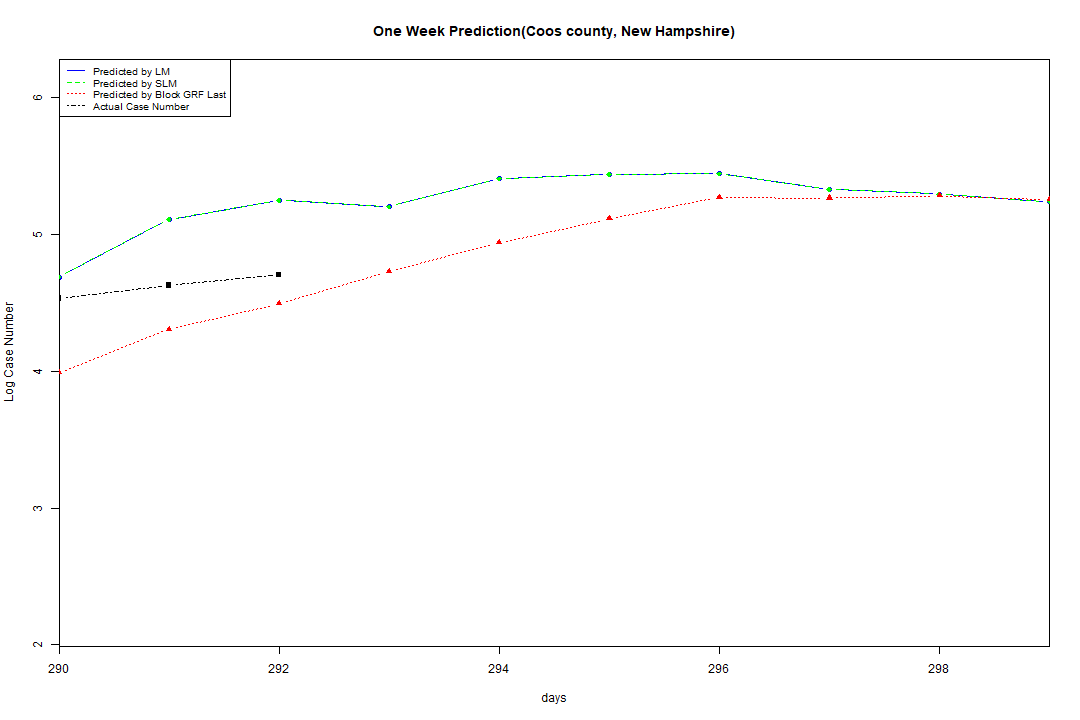 One Week Prediction(Coos county, New Hampshire)
Predicted by LM
Predicted by SLM
Predicted by Block GRF Last
Actual Case Number
6
5
4
3
2
Log Case Number
290 292 294 296 298
days